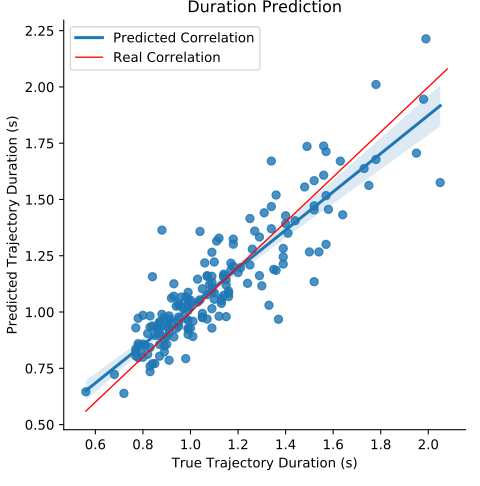 Duration Prediction
Predicted Correlation
Real Correlation
2.25
2.00
1.75
1.50
1.25
1.00
0.75
0.50
Predicted Trajectory Duration (s)
0.6 0.8 1.0 1.2 1.4 1.6 1.8 2.0
True Trajectory Duration (s)